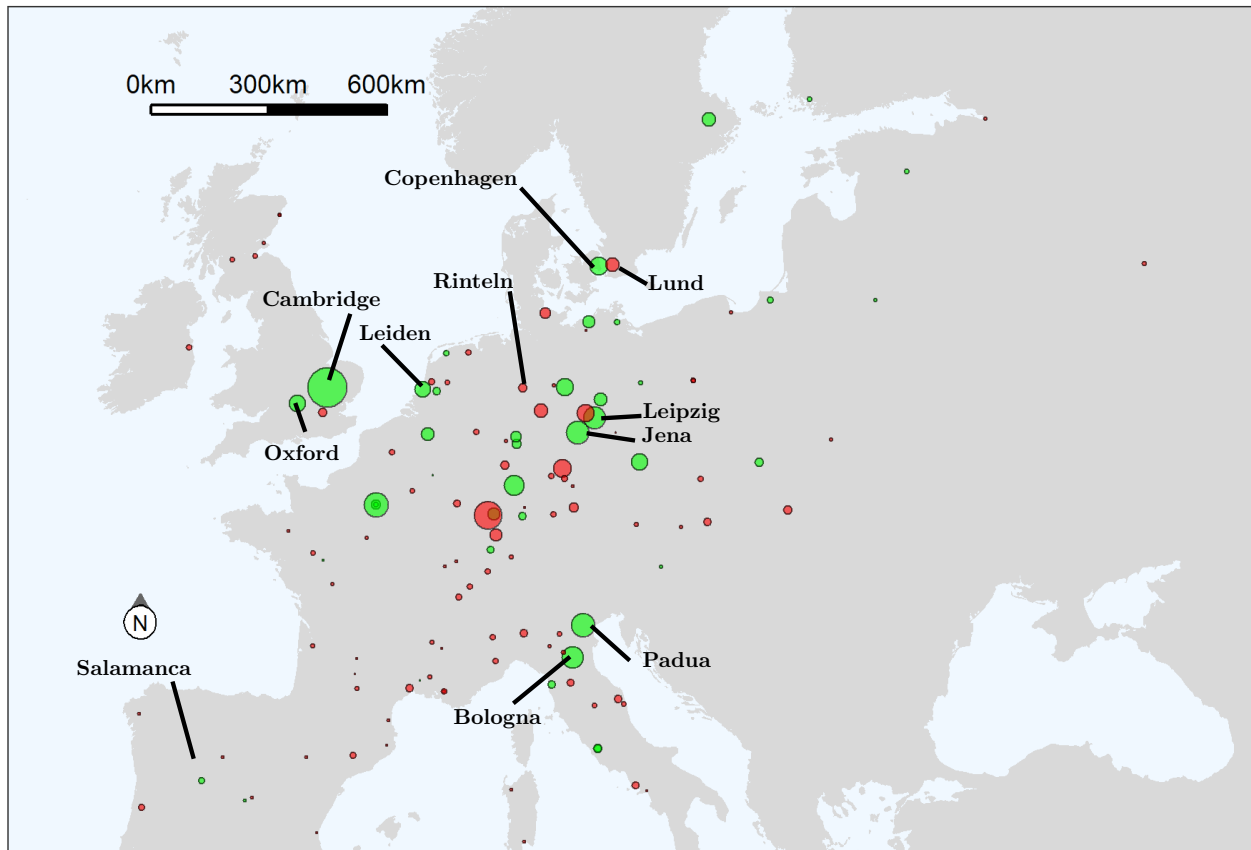 0km 300km 600km
Copenhagen
Rinteln
Lund
Cambridge
Leiden
Leipzig
Jena
Oxford
N
Salamanca
Padua
Bologna